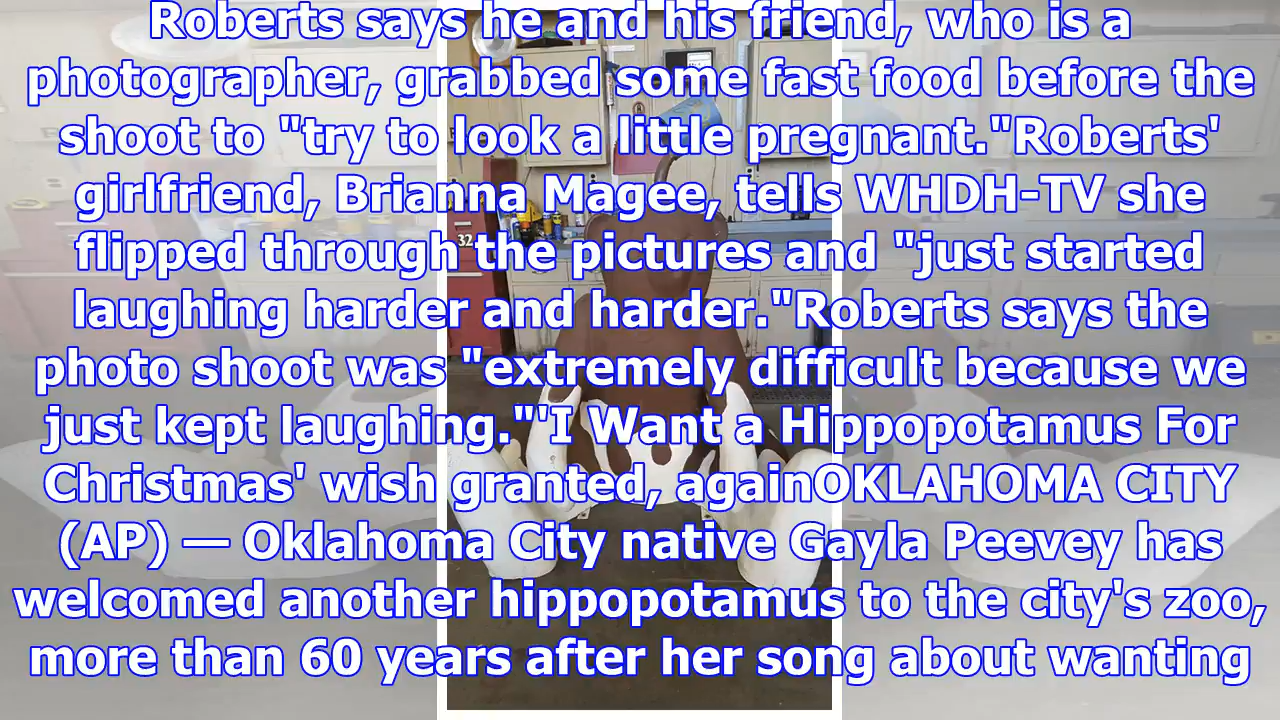 Roberts says he and his friend, who is a
photographer, grabbed some fast food before the
shoot to "try to look a little pregnant."Roberts'
girlfriend, Brianna Magee, tells WHDH-TV she
flipped through the pictures and "just started
laughing harder and harder."Roberts says the
photo shoot was "extremely difficult because we
just kept laughing."'I Want a Hippopotamus For
Christmas' wish granted, againOKLAHOMA CITY
(AP) — Oklahoma City native Gayla Peevey has
welcomed another hippopotamus to the city's zoo,
more than 60 years after her song about wanting
32